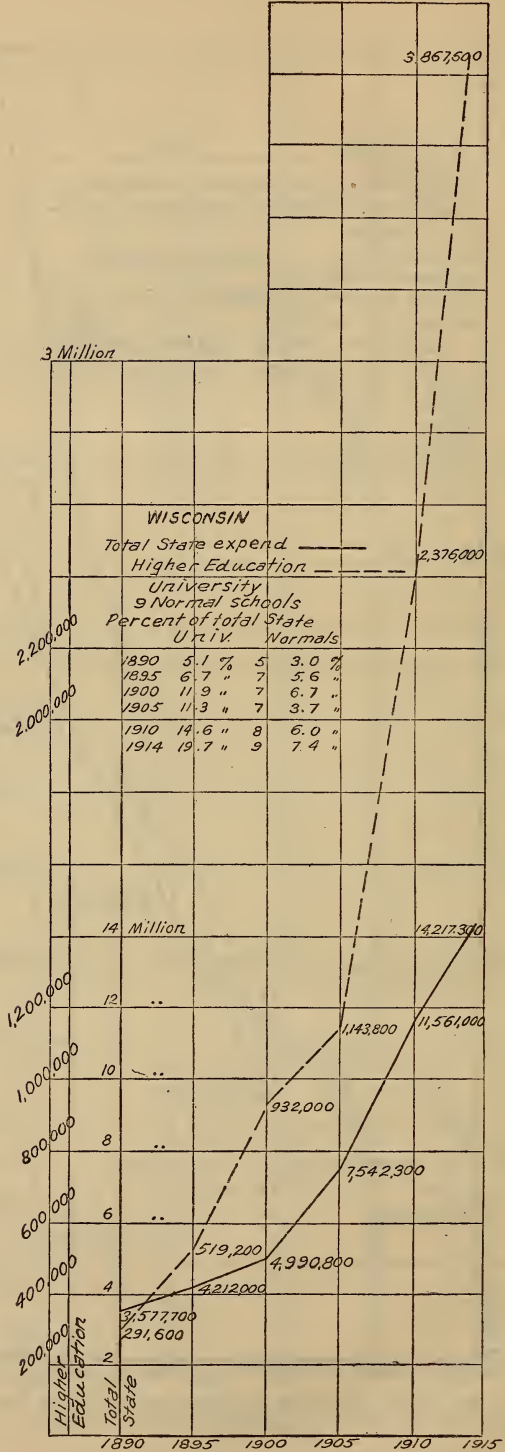 3,867,600
3 Million
WISCONSIN
Total State expend
Higher Education
University
9 Normal schools
Percent of total State
Univ. Normals
1890 5.1 % 5 3.0 %
1895 6.7 " 7 5.6 "
1900 11.9 " 7 6.7 "
1905 11.3 " 7 3.7 "
1910 14.6 " 8 6.0 "
1914 19.7 " 9 7.4 "
2,376,000
2,200,000
2,000,000
14 Million
14,217,300
1,200,000
12 ..
1,143,800
11,561,000
1,000,000
10 ..
932,000
800,000
8 ..
7,542,300
600,000
6 ..
519,200
4,990,800
400,000
4
4,212,000
3,577,700
291,600
200,000
2
Higher Education
Total State
1890 1895 1900 1905 1910 1915